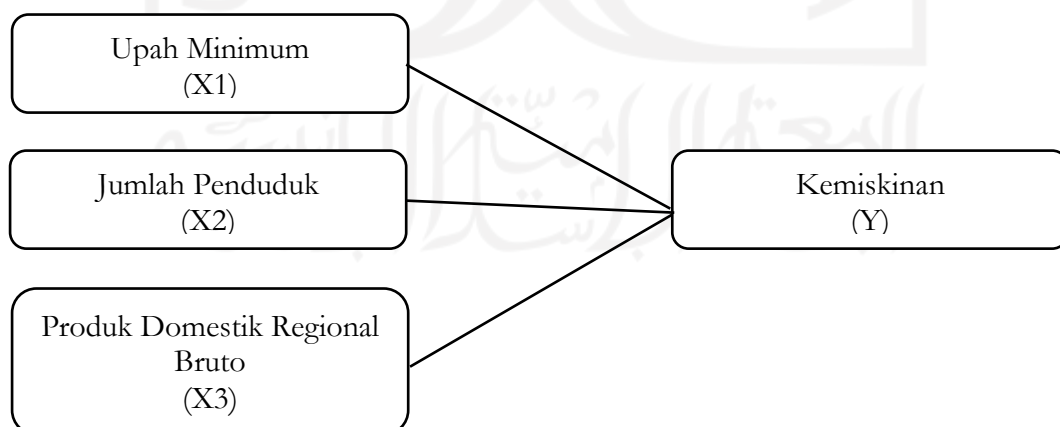 Upah Minimum
(X1)
Jumlah Penduduk
(X2)
Kemiskinan
(Y)
Produk Domestik Regional
Bruto
(X3)